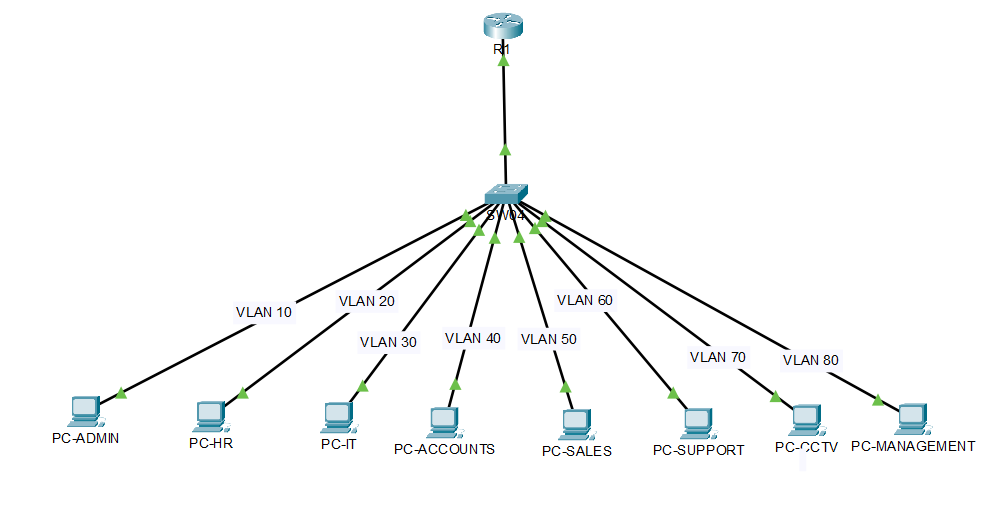 R1
SW04
VLAN 10
VLAN 20
VLAN 30
VLAN 40
VLAN 50
VLAN 60
VLAN 70
VLAN 80
PC-ADMIN
PC-HR
PC-IT
PC-ACCOUNTS
PC-SALES
PC-SUPPORT
PC-CCTV
PC-MANAGEMENT